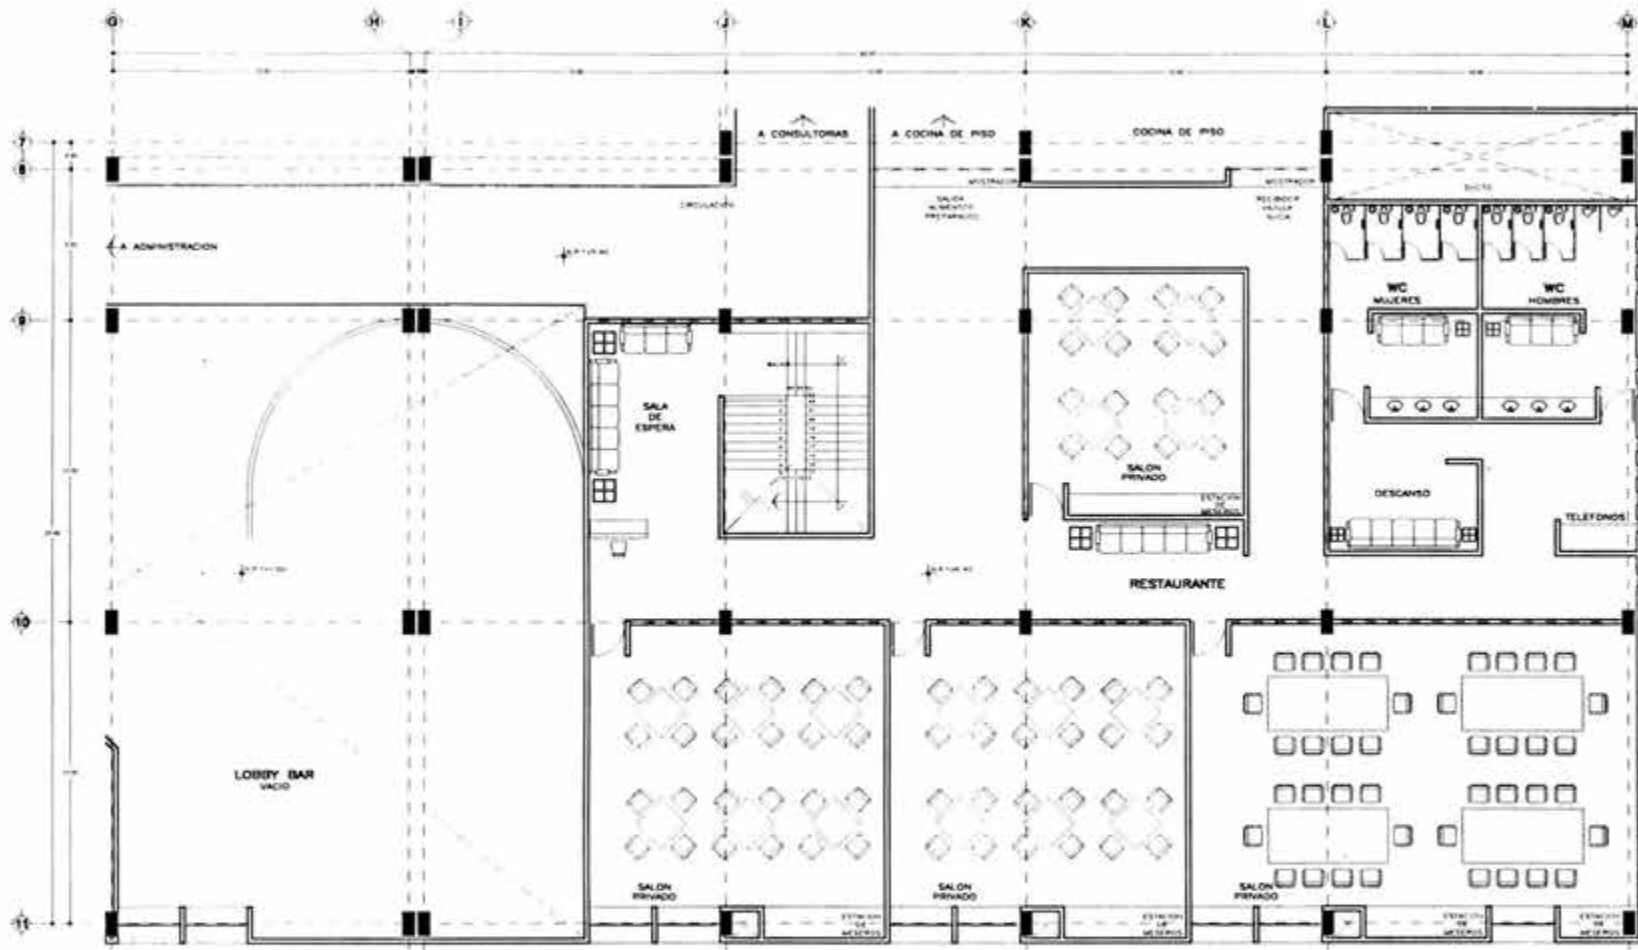 G H I J K L M
7
A CONSULTORIAS
A COCINA DE PISO
COCINA DE PISO
8
MOSTRADOR
MOSTRADOR
DUCTO
CIRCULACION
SALIDA
ALIMENTOS
PREPARADOS
A ADMINISTRACION
WC
MUJERES
WC
HOMBRES
9
SALA
DE
ESPERA
SALON
PRIVADO
ESTACION
DE
MESEROS
DESCANSO
TELEFONOS
RESTAURANTE
10
LOBBY BAR
VACIO
SALON
PRIVADO
SALON
PRIVADO
SALON
PRIVADO
11
ESTACION
DE
MESEROS
ESTACION
DE
MESEROS
ESTACION
DE
MESEROS
ESTACION
DE
MESEROS